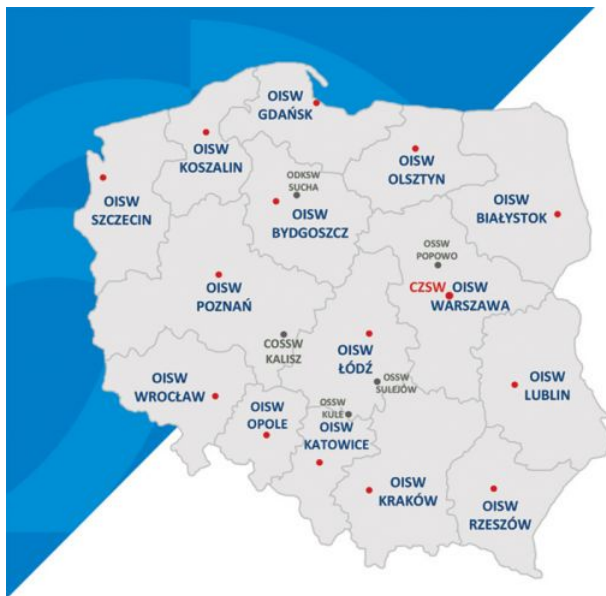 OISW
GDAŃSK
OISW
KOSZALIN
OISW
OLSZTYN
OISW
SZCZECIN
ODKSW
SUCHA
OISW
BYDGOSZCZ
OISW
BIAŁYSTOK
OSSW
POPOWO
CZSW OISW
WARSZAWA
OISW
POZNAŃ
COSSW
KALISZ
OISW
ŁÓDŹ
OSSW
SULEJÓW
OISW
WROCŁAW
OISW
LUBLIN
OISW
OPOLE
OSSW
KULE
OISW
KATOWICE
OISW
KRAKÓW
OISW
RZESZÓW